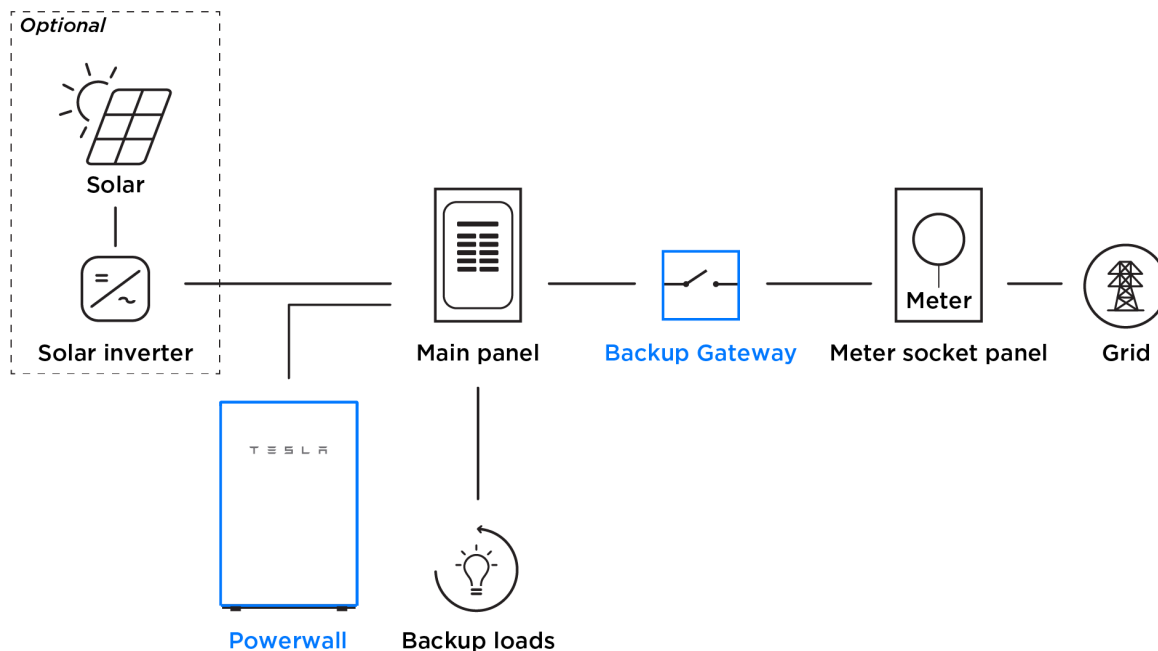 Optional
Solar
Solar inverter
Main panel
Backup Gateway
Meter
Meter socket panel
Grid
TESLA
Powerwall
Backup loads